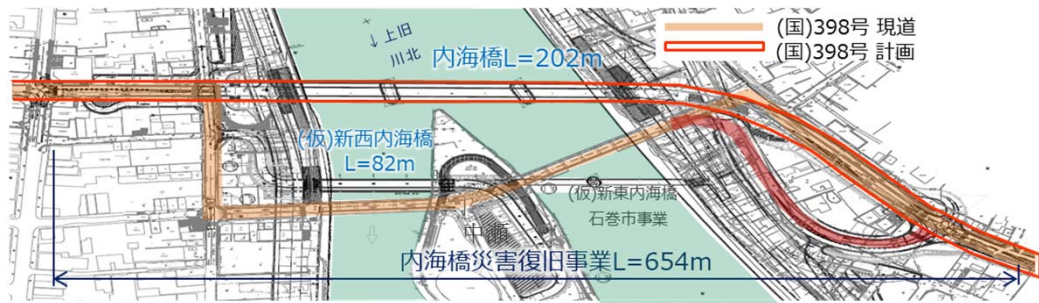 (国)398号 現道
(国)398号 計画
↓上旧
川北
内海橋L=202m
(仮)新西内海橋
L=82m
(仮)新東内海橋
石巻市事業
中瀬
内海橋災害復旧事業L=654m